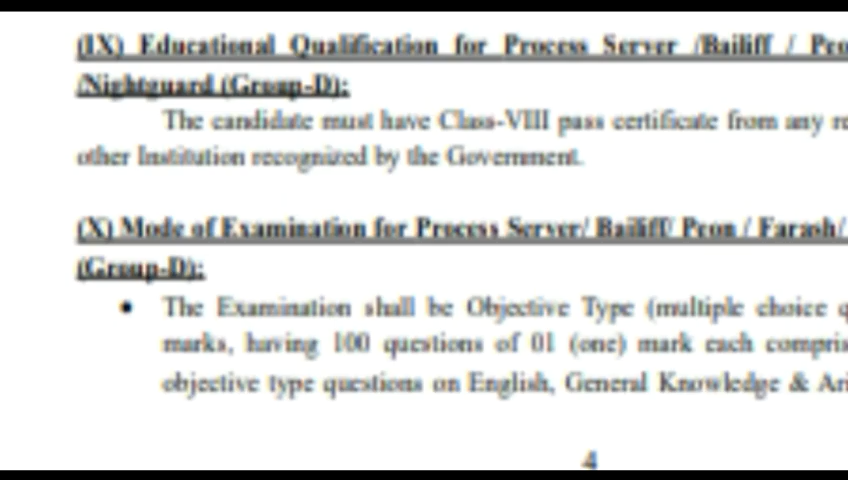 (IX) Educational Qualification for Process Server /Bailiff /
/Nightguard (Group-D):
The candidate must have Class-VIII pass certificate from any
other Institution recognized by the Government.
(X) Mode of Examination for Process Server/ Bailiff/ Peon / Farash/
(Group-D):
• The Examination shall be Objective Type (multiple choice
marks, having 100 questions of 01 (one) mark each
objective type questions on English, General Knowledge &
4